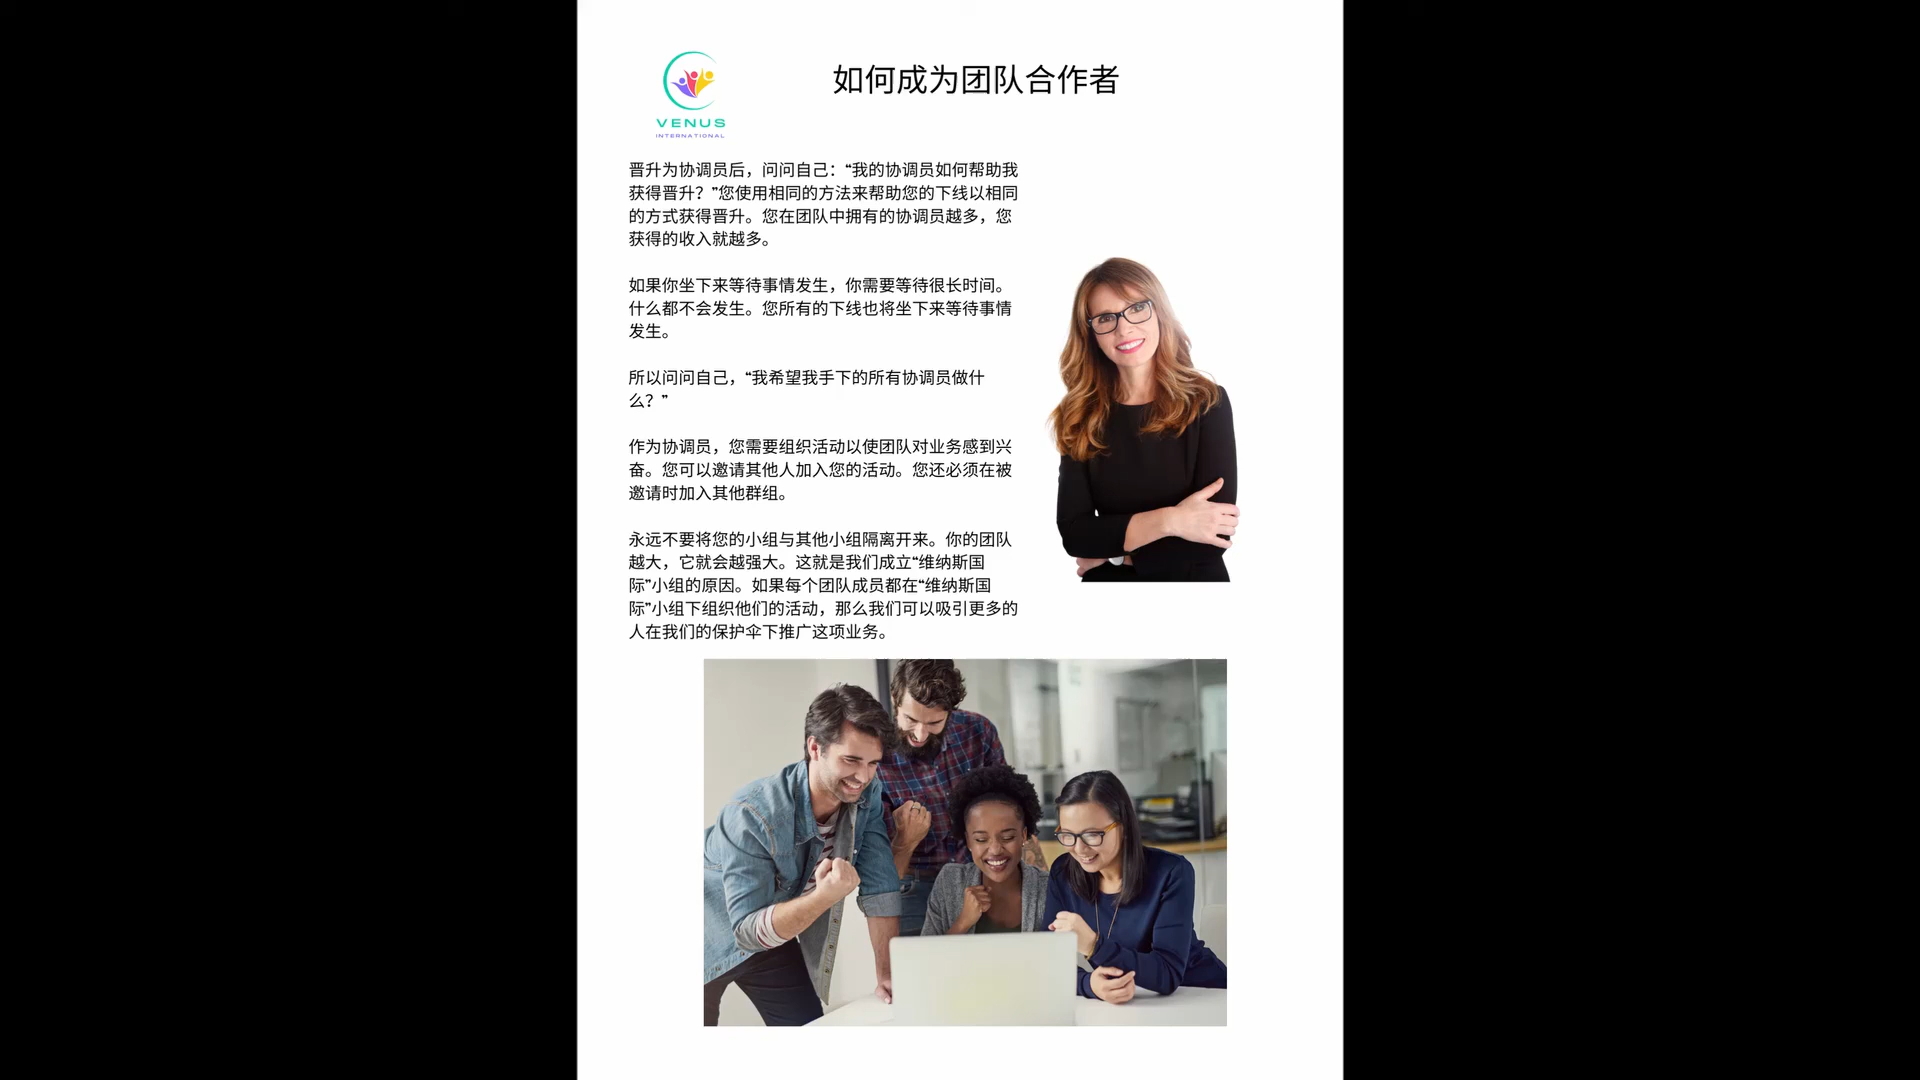 VENUS
INTERNATIONAL
如何成为团队合作者
晋升为协调员后，问问自己：“我的协调员如何帮助我
获得晋升？”您使用相同的方法来帮助您的下线以相同
的方式获得晋升。您在团队中拥有的协调员越多，您
获得的收入就越多。
如果你坐下来等待事情发生，你需要等待很长时间。
什么都不会发生。您所有的下线也将坐下来等待事情
发生。
所以问问自己，“我希望我手下的所有协调员做什
么？”
作为协调员，您需要组织活动以使团队对业务感到兴
奋。您可以邀请其他人加入您的活动。您还必须在被
邀请时加入其他群组。
永远不要将您的小组与其他小组隔离开来。你的团队
越大，它就会越强大。这就是我们成立“维纳斯国
际”小组的原因。如果每个团队成员都在“维纳斯国
际”小组下组织他们的活动，那么我们可以吸引更多的
人在我们的保护伞下推广这项业务。